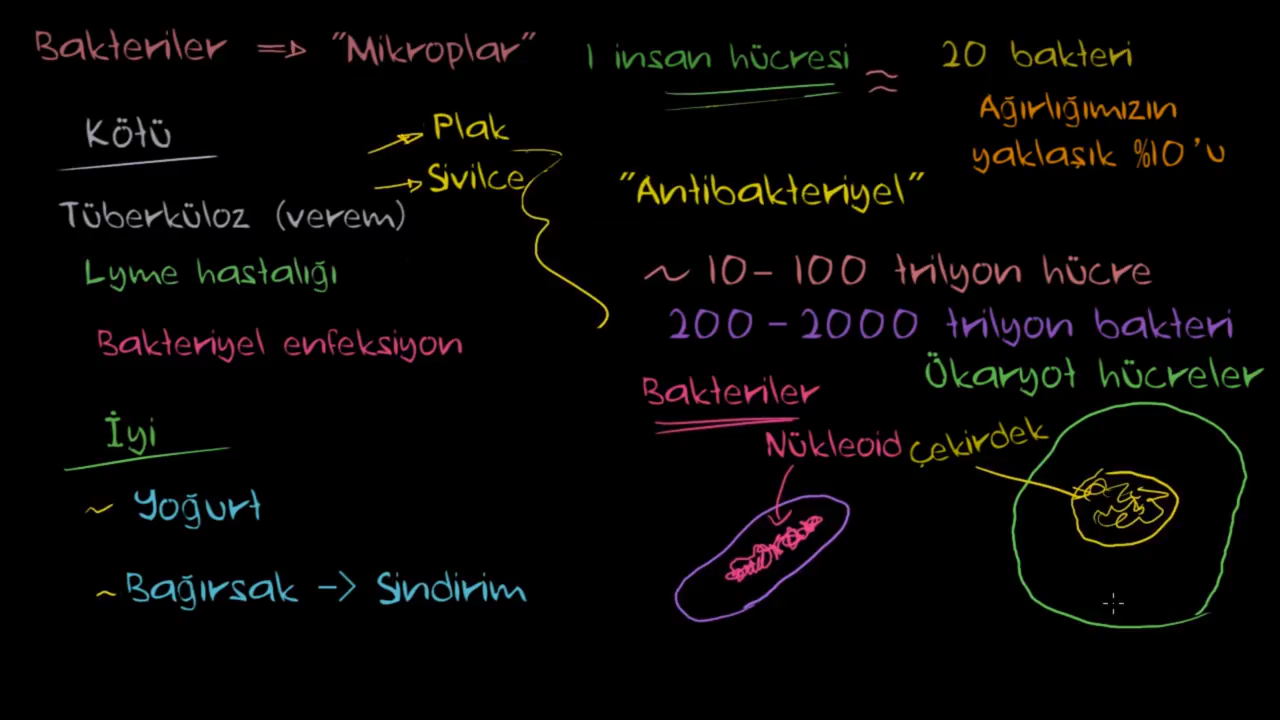 Bakteriler => "Mikroplar"
Kötü
Plak
Sivilce
Tüberküloz (verem)
Lyme hastalığı
Bakteriyel enfeksiyon
İyi
~ Yoğurt
~ Bağırsak -> Sindirim
1 insan hücresi ≈ 20 bakteri
Ağırlığımızın
yaklaşık %10'u
"Antibakteriyel"
~ 10 - 100 trilyon hücre
200 - 2000 trilyon bakteri
Bakteriler
Nükleoid
Ükaryot hücreler
çekirdek